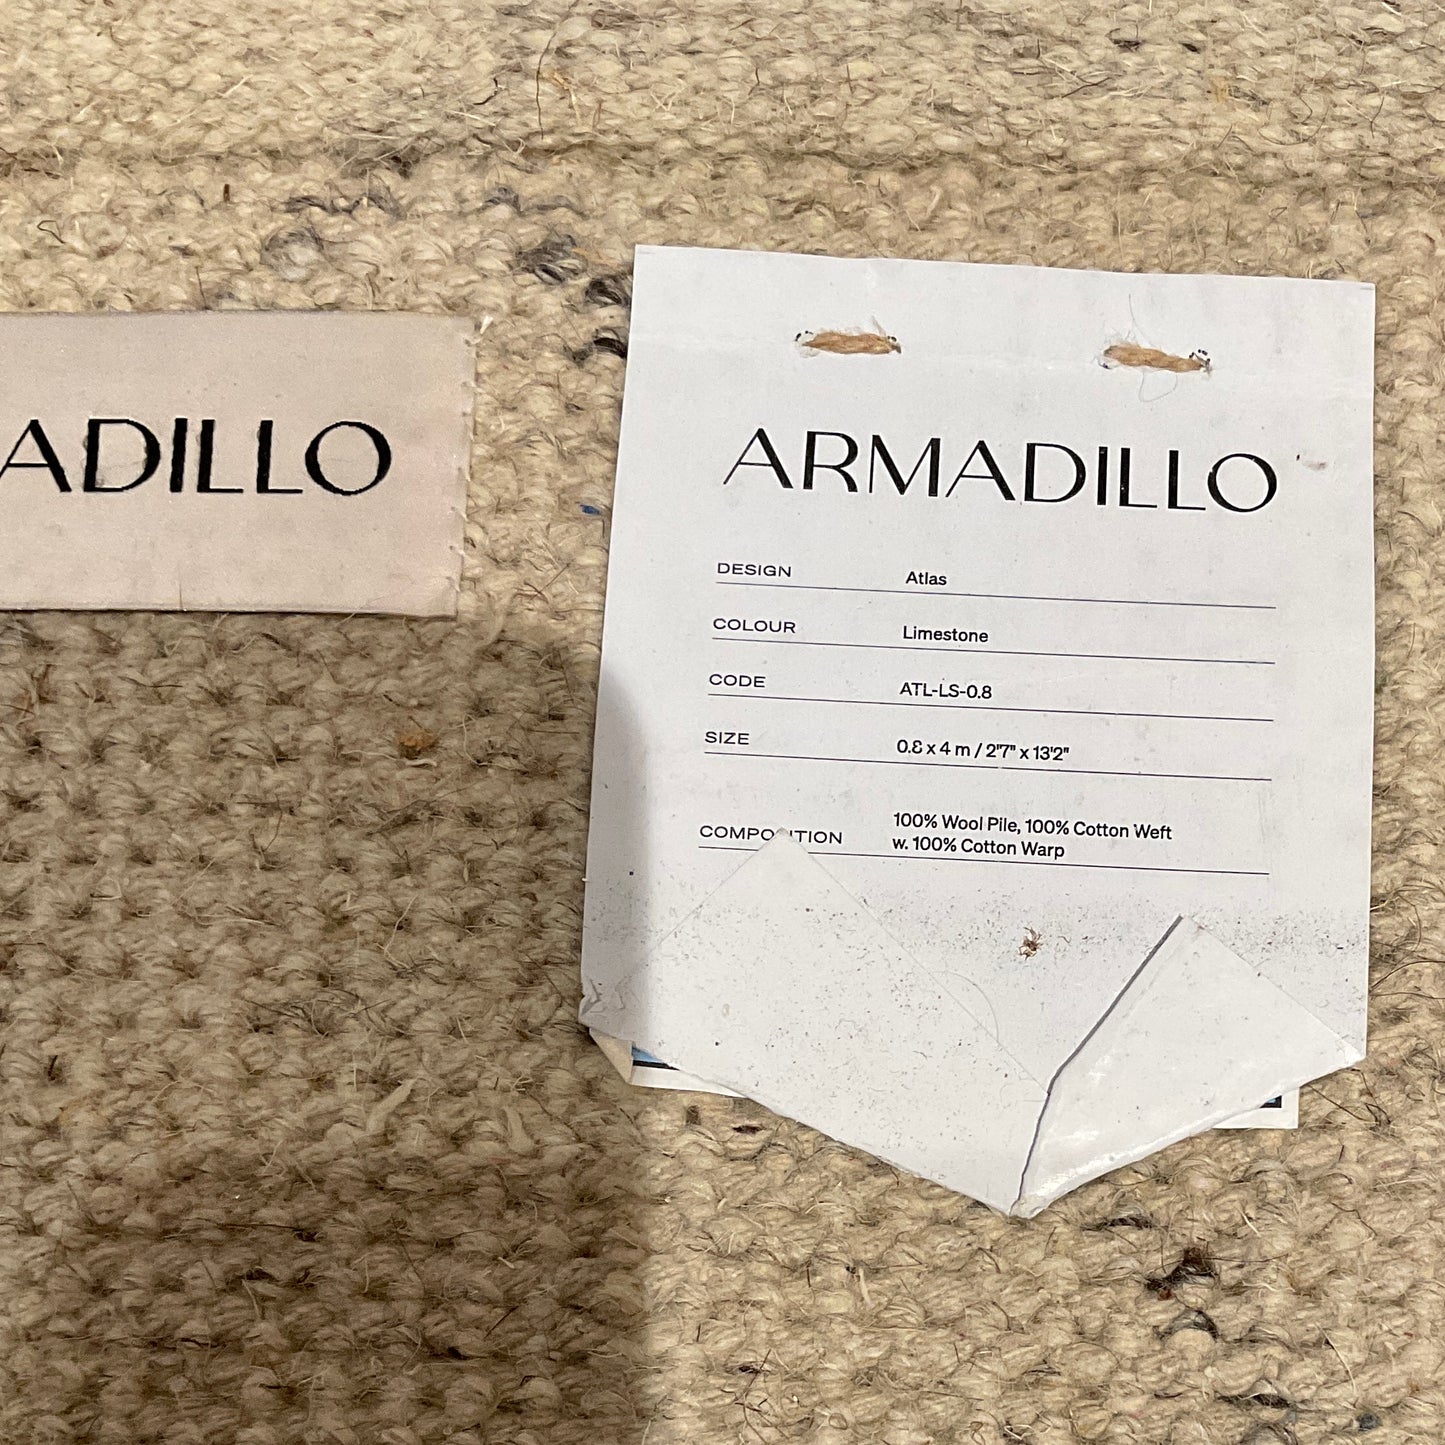 ADILLO
ARMADILLO
DESIGN Atlas
COLOUR Limestone
CODE ATL-LS-0.8
SIZE 0.8 x 4 m / 2'7" x 13'2"
COMPOSITION 100% Wool Pile, 100% Cotton Weft
w. 100% Cotton Warp